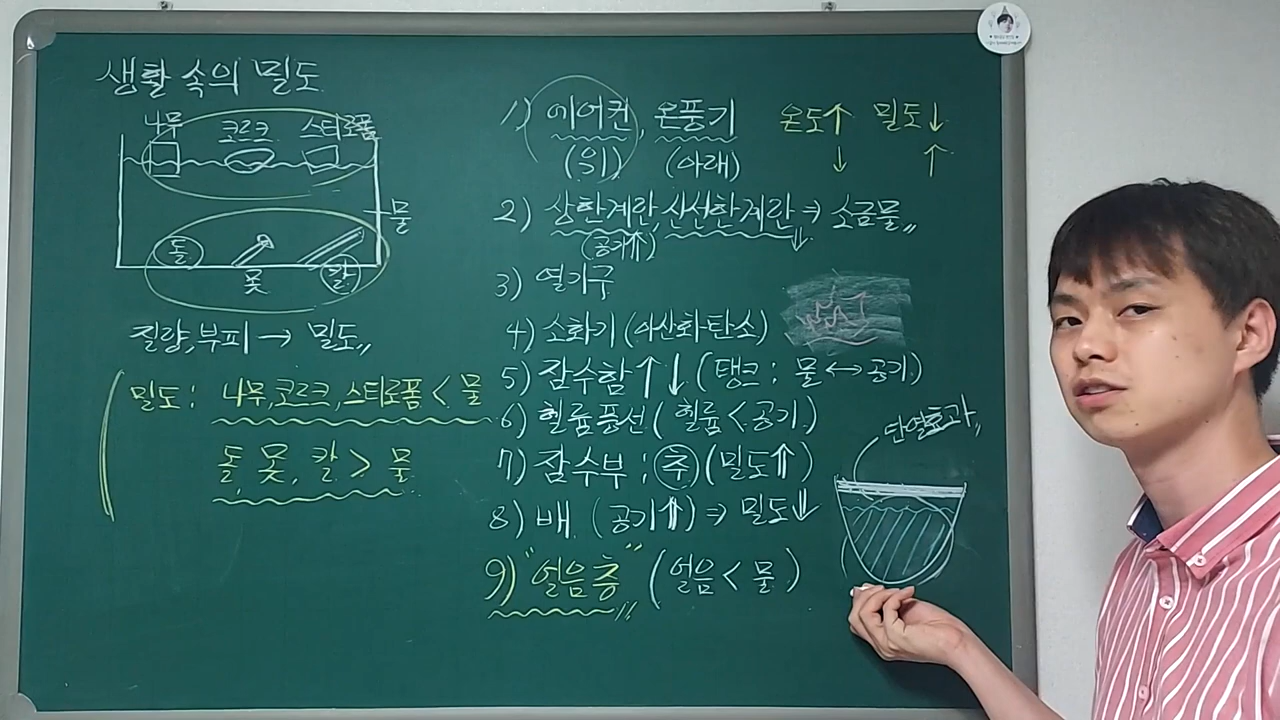 생활 속의 밀도
나무 코르크 스티로폼
물
돌 못 칼
질량, 부피 → 밀도〃
밀도 : 나무, 코르크, 스티로폼 < 물
돌, 못, 칼 > 물
1) 에어컨, 온풍기 온도↑ 밀도↓
(위) (아래) ↓ ↑
2) 상한계란, 신선한계란 ⇒ 소금물〃
(공기⇑) ↓
3) 열기구
4) 소화기 (이산화탄소)
5) 잠수함 ↑↓ (탱크 : 물 ↔ 공기)
6) 헬륨풍선 ( 헬륨 < 공기 )
7) 잠수부 : 추 (밀도⇑)
8) 배 (공기⇑) ⇒ 밀도⇓
9) "얼음층" (얼음 < 물)
단열효과〃